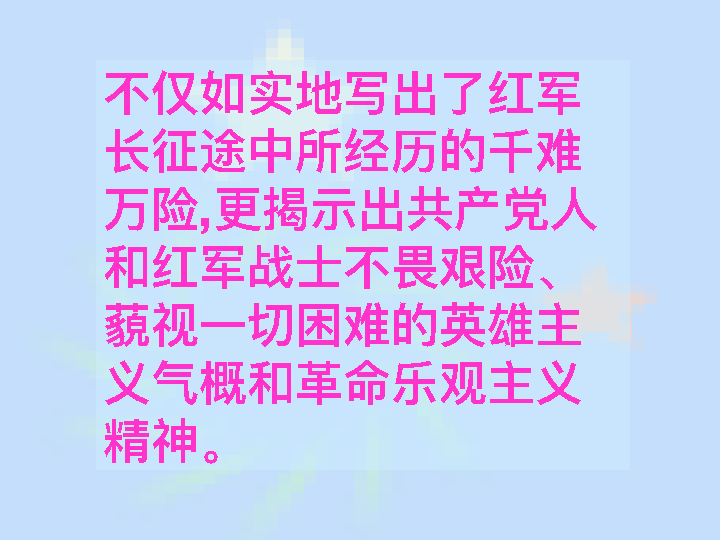 不仅如实地写出了红军
长征途中所经历的千难
万险,更揭示出共产党人
和红军战士不畏艰险、
藐视一切困难的英雄主
义气概和革命乐观主义
精神。